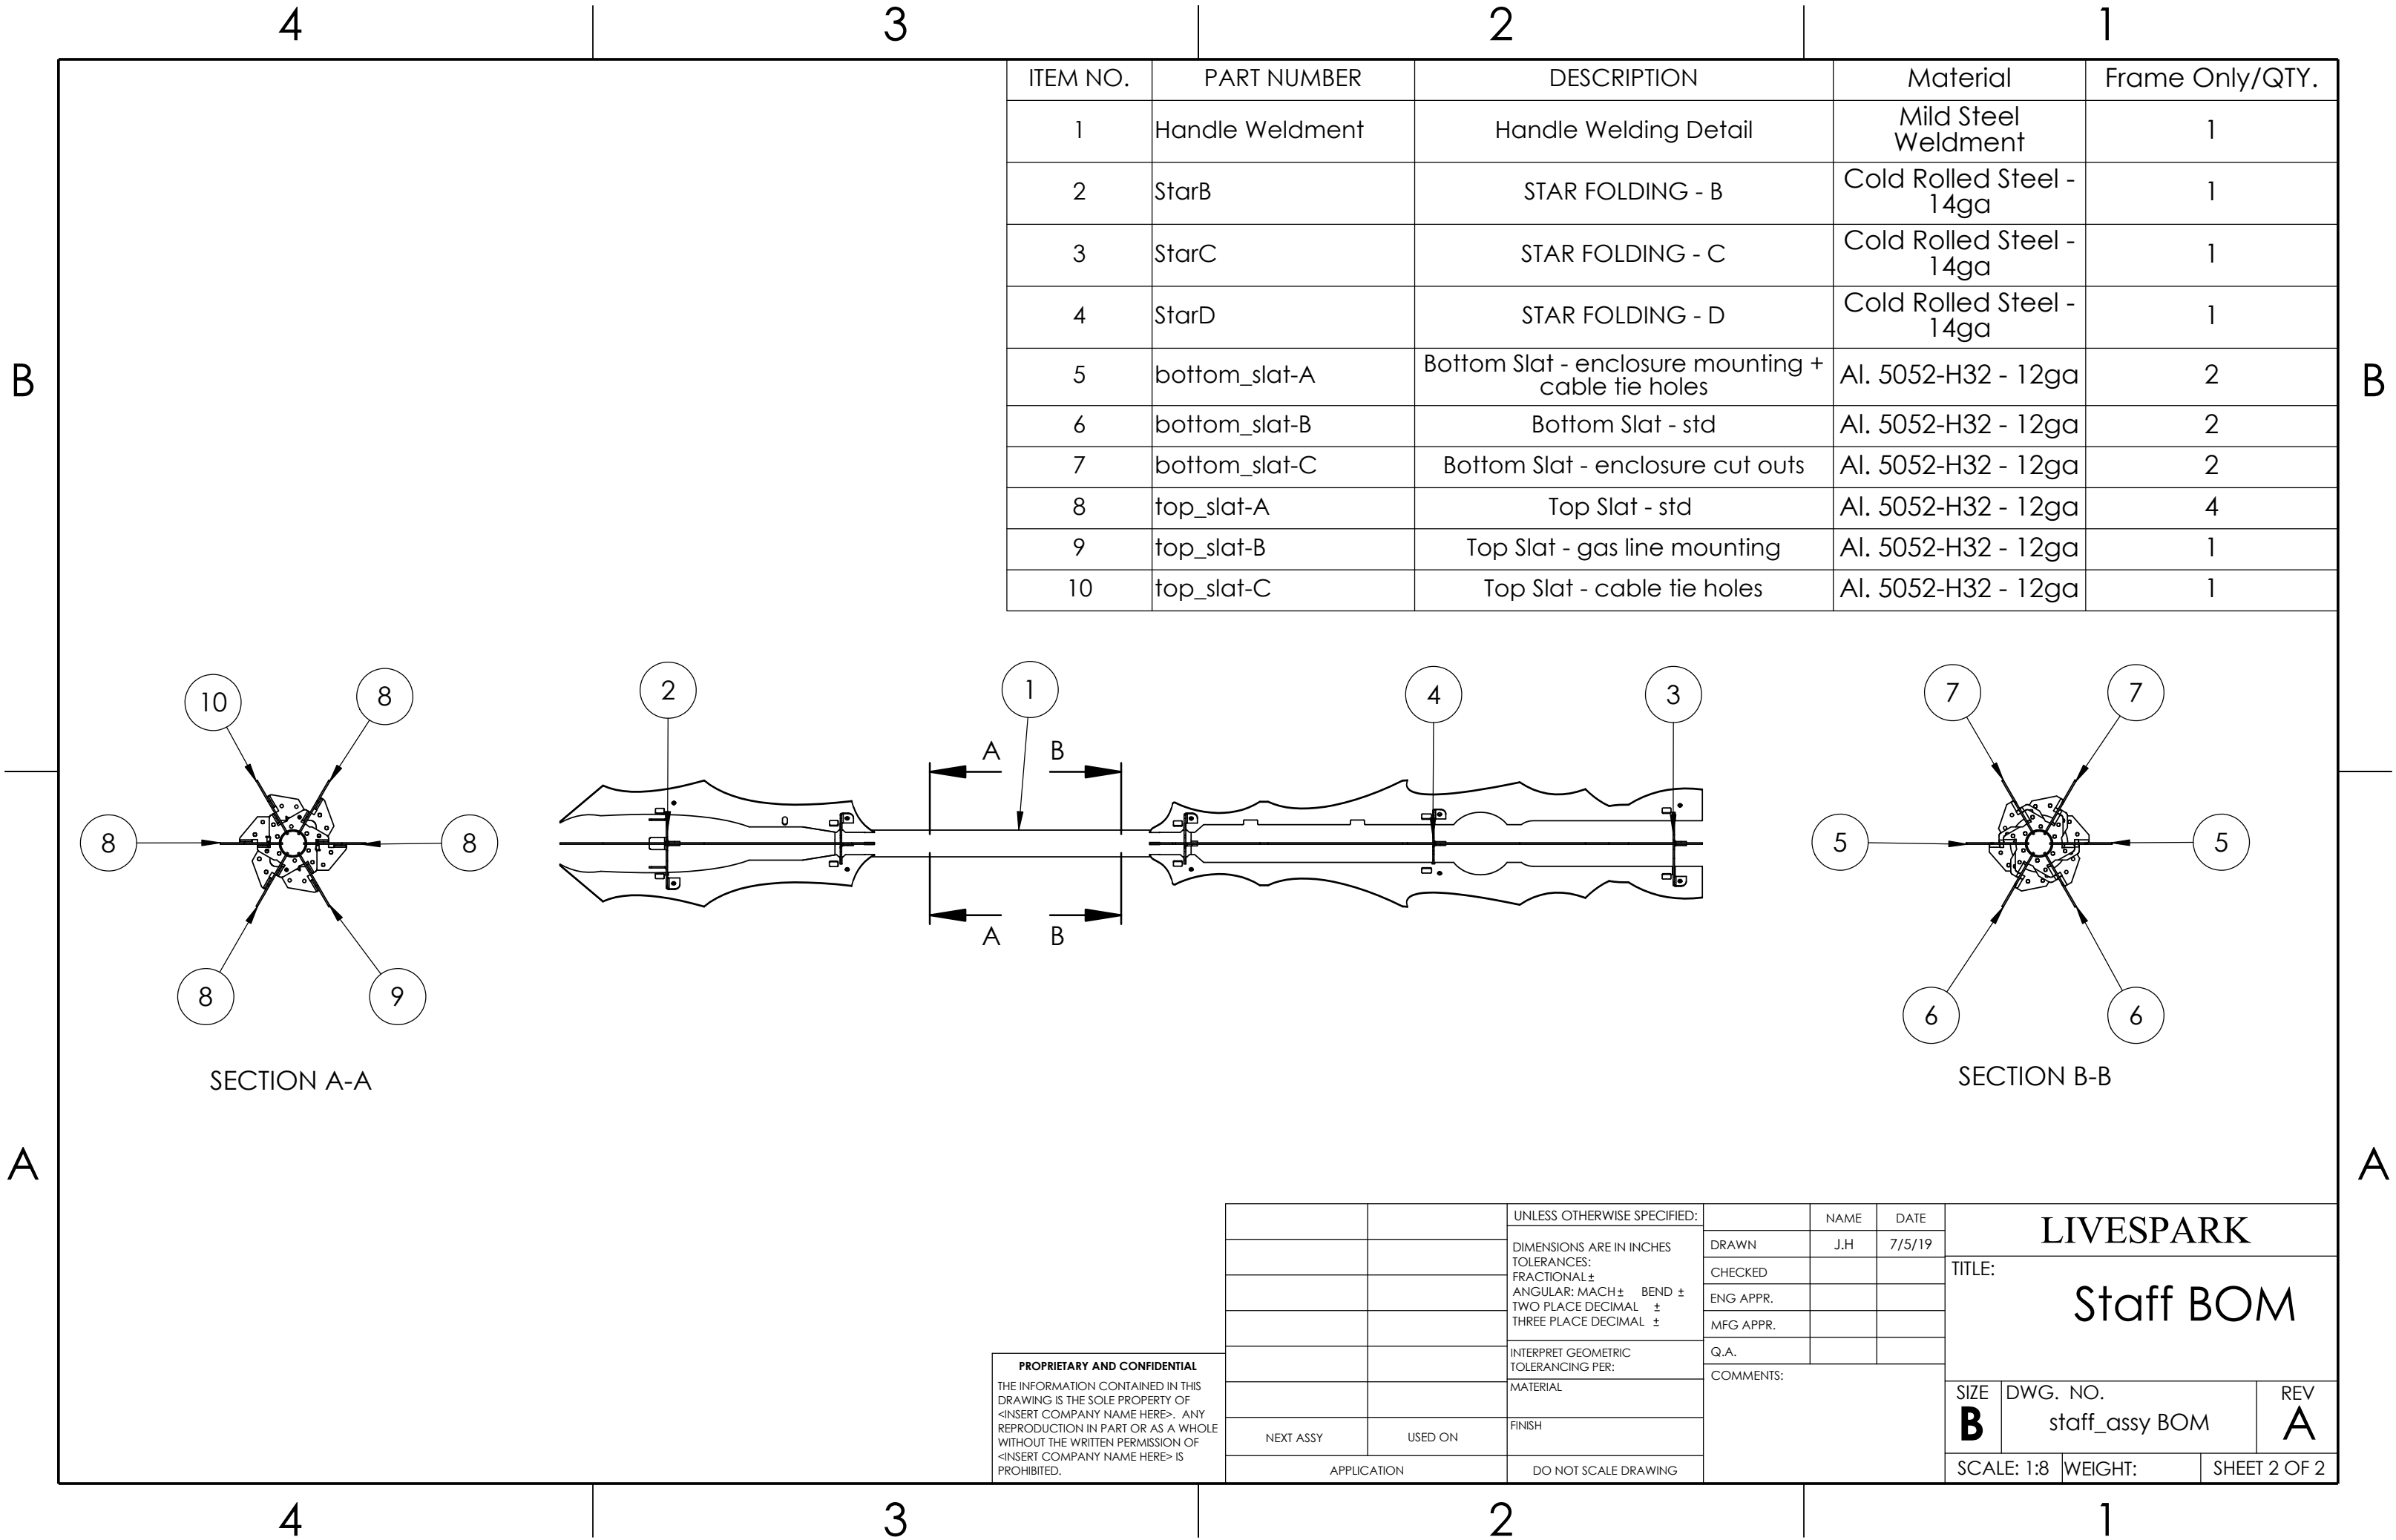 4 3 2 1
ITEM NO. PART NUMBER DESCRIPTION Material Frame Only/QTY.
1 Handle Weldment Handle Welding Detail Mild Steel Weldment 1
2 StarB STAR FOLDING - B Cold Rolled Steel - 14ga 1
3 StarC STAR FOLDING - C Cold Rolled Steel - 14ga 1
4 StarD STAR FOLDING - D Cold Rolled Steel - 14ga 1
5 bottom_slat-A Bottom Slat - enclosure mounting + cable tie holes Al. 5052-H32 - 12ga 2
6 bottom_slat-B Bottom Slat - std Al. 5052-H32 - 12ga 2
7 bottom_slat-C Bottom Slat - enclosure cut outs Al. 5052-H32 - 12ga 2
8 top_slat-A Top Slat - std Al. 5052-H32 - 12ga 4
9 top_slat-B Top Slat - gas line mounting Al. 5052-H32 - 12ga 1
10 top_slat-C Top Slat - cable tie holes Al. 5052-H32 - 12ga 1
B B
10 8
8 8
8 9
SECTION A-A
2 1 4 3
A B
A B
7 7
5 5
6 6
SECTION B-B
A A
PROPRIETARY AND CONFIDENTIAL
THE INFORMATION CONTAINED IN THIS
DRAWING IS THE SOLE PROPERTY OF
<INSERT COMPANY NAME HERE>. ANY
REPRODUCTION IN PART OR AS A WHOLE
WITHOUT THE WRITTEN PERMISSION OF
<INSERT COMPANY NAME HERE> IS
PROHIBITED.
NEXT ASSY USED ON
APPLICATION
UNLESS OTHERWISE SPECIFIED:
DIMENSIONS ARE IN INCHES
TOLERANCES:
FRACTIONAL ±
ANGULAR: MACH ± BEND ±
TWO PLACE DECIMAL ±
THREE PLACE DECIMAL ±
INTERPRET GEOMETRIC
TOLERANCING PER:
MATERIAL
FINISH
DO NOT SCALE DRAWING
NAME DATE
DRAWN J.H 7/5/19
CHECKED
ENG APPR.
MFG APPR.
Q.A.
COMMENTS:
LIVESPARK
TITLE:
Staff BOM
SIZE DWG. NO. REV
B staff_assy BOM A
SCALE: 1:8 WEIGHT: SHEET 2 OF 2
4 3 2 1